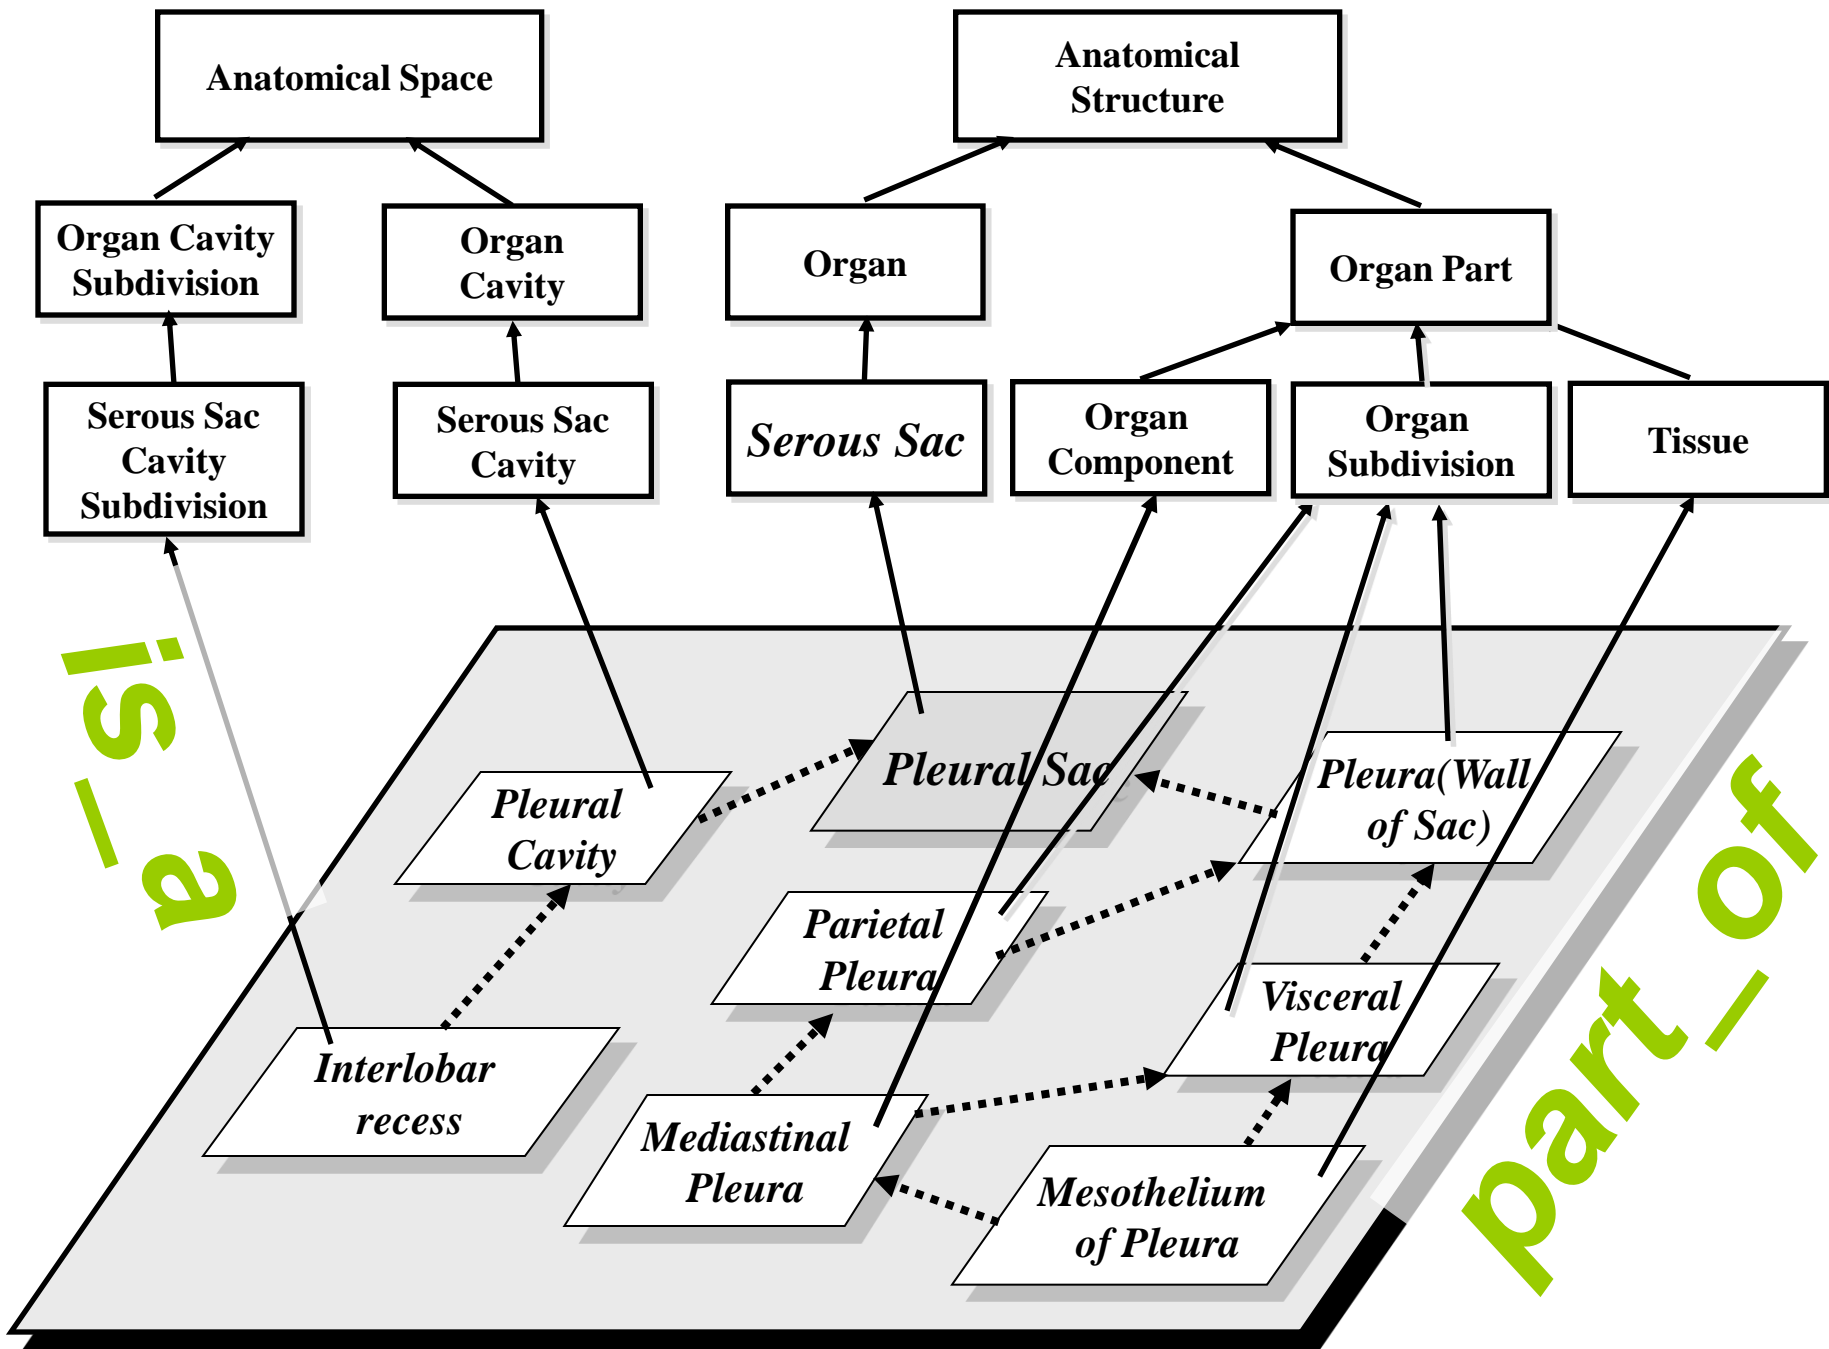 Anatomical Space
Anatomical
Structure
Organ Cavity
Subdivision
Organ
Cavity
Organ
Organ Part
Serous Sac
Cavity
Subdivision
Serous Sac
Cavity
Serous Sac
Organ
Component
Organ
Subdivision
Tissue
is_a
Pleural Sac
Pleura(Wall
of Sac)
Pleural
Cavity
part_of
Parietal
Pleura
Visceral
Pleura
Interlobar
recess
Mediastinal
Pleura
Mesothelium
of Pleura